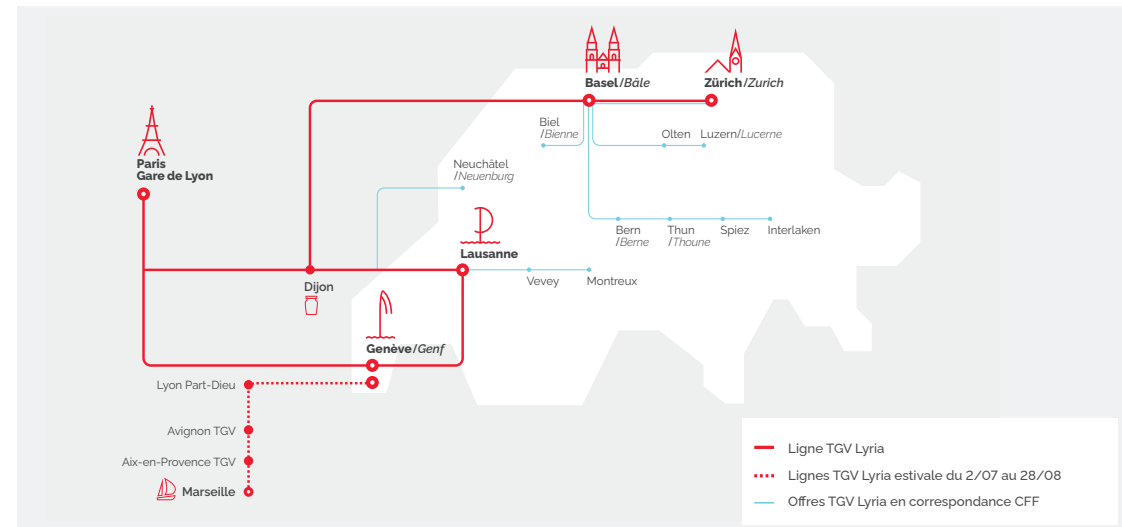 Basel/Bâle
Zürich/Zurich
Biel
/Bienne
Olten
Luzern/Lucerne
Paris
Gare de Lyon
Neuchâtel
/Neuenburg
Bern
/Berne
Thun
/Thoune
Spiez
Interlaken
Lausanne
Vevey
Montreux
Dijon
Genève/Genf
Lyon Part-Dieu
Avignon TGV
Aix-en-Provence TGV
Marseille
Ligne TGV Lyria
Lignes TGV Lyria estivale du 2/07 au 28/08
Offres TGV Lyria en correspondance CFF